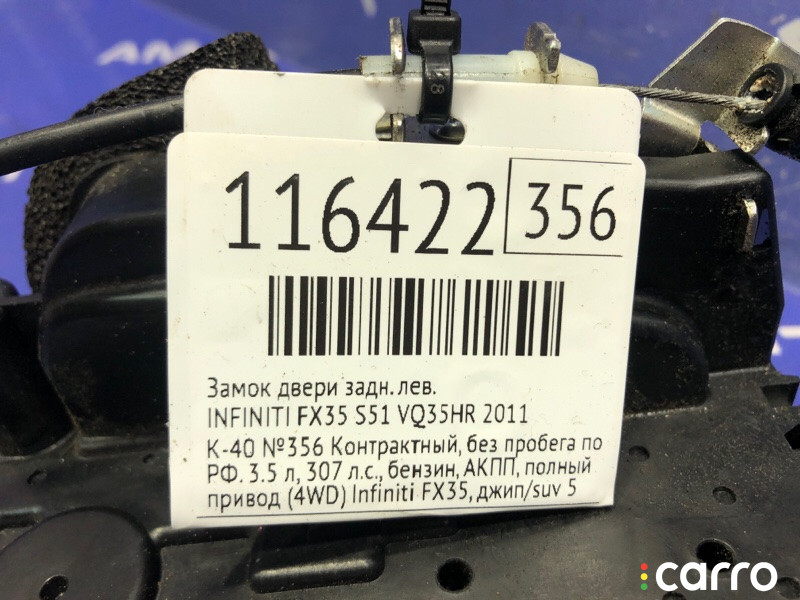 116422 356
Замок двери задн. лев.
INFINITI FX35 S51 VQ35HR 2011
К-40 №356 Контрактный, без пробега по
РФ. 3.5 л, 307 л.с., бензин, АКПП, полный
привод (4WD) Infiniti FX35, джип/suv 5
carro